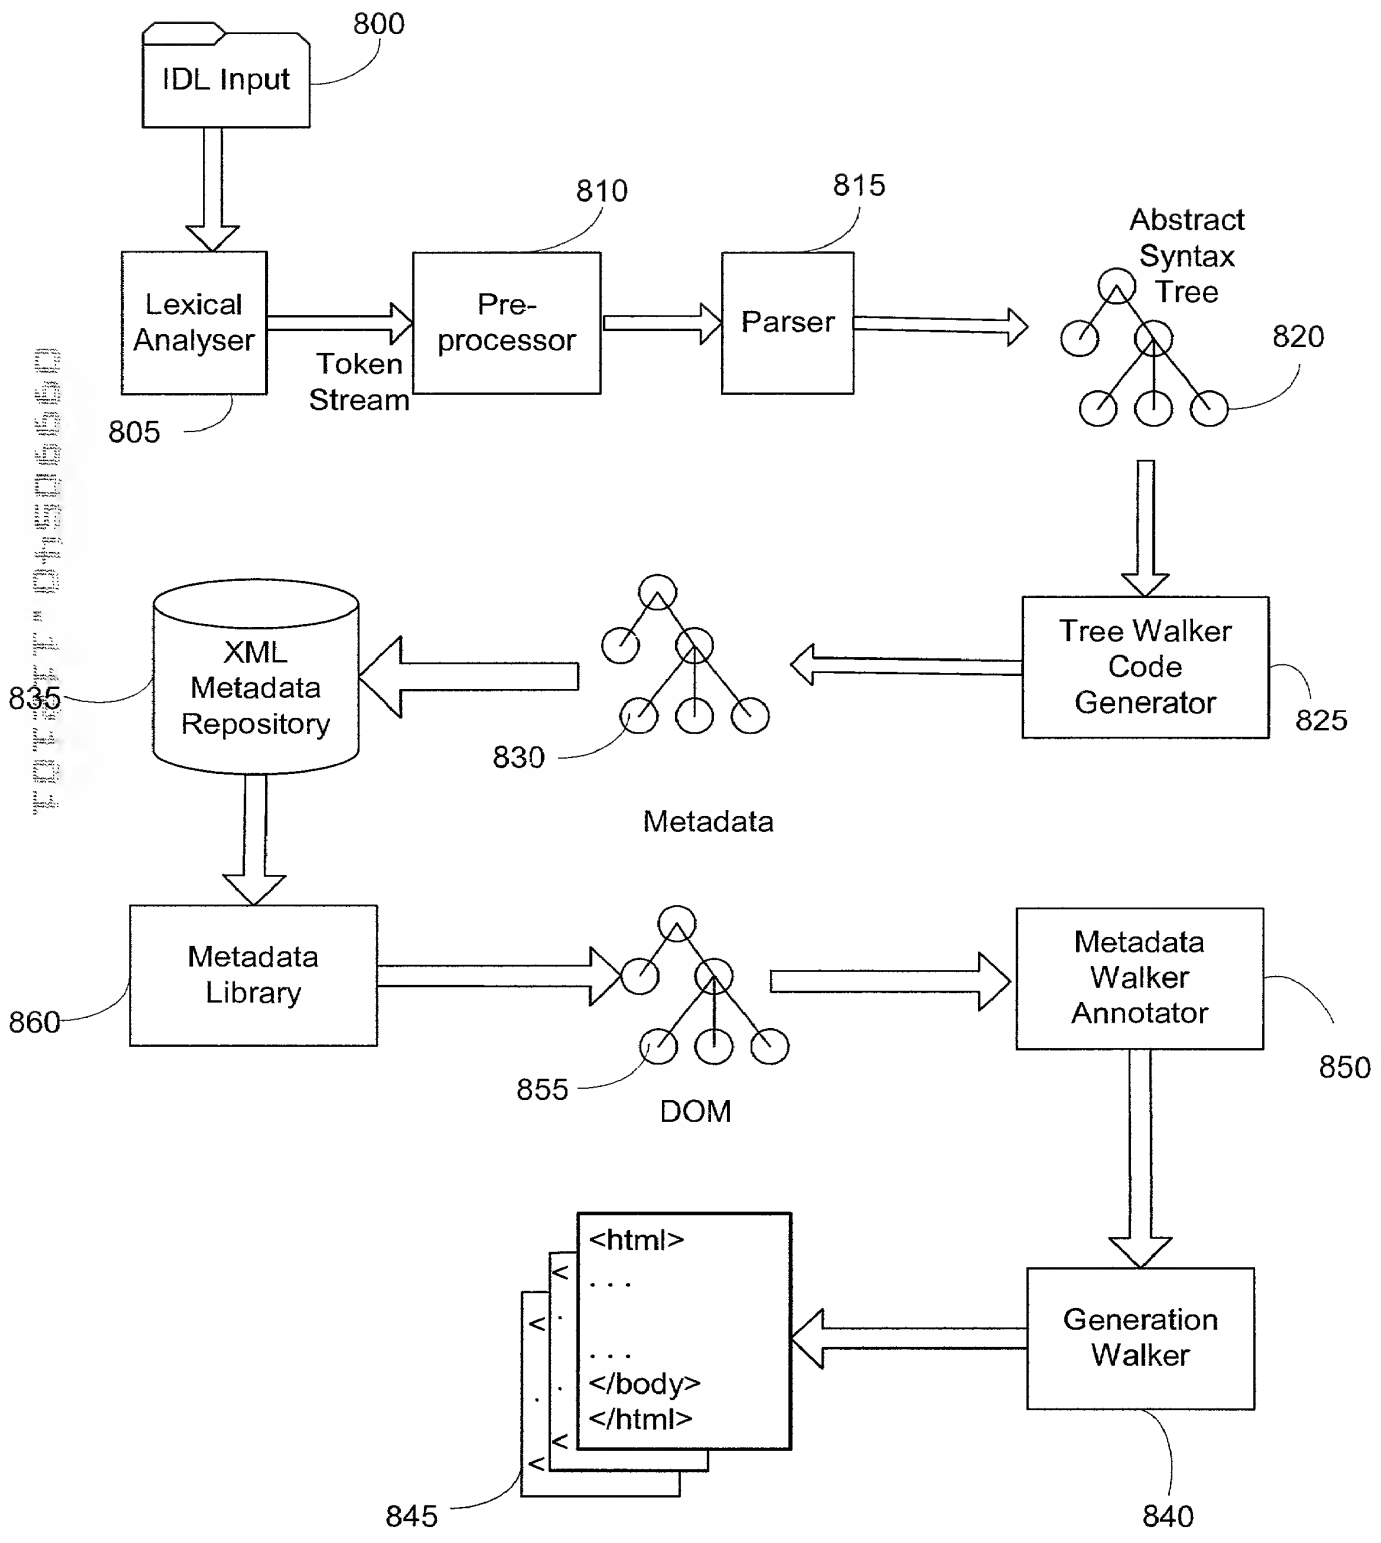 800
IDL Input
810
815
Abstract
Syntax
Tree
Lexical
Analyser
Pre-
processor
Parser
820
Token
Stream
805
XML
Metadata
Repository
Tree Walker
Code
Generator
835
825
830
Metadata
Metadata
Library
Metadata
Walker
Annotator
860
850
855
DOM
<html>
<
. . .
<
.
Generation
Walker
. . .
</body>
.
.
</html>
<
<
845
840